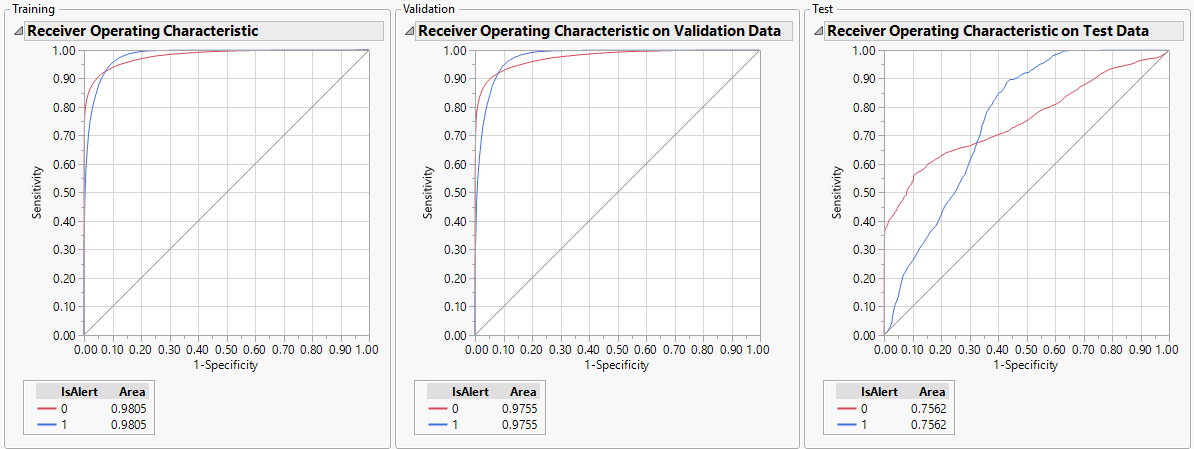 Training
Receiver Operating Characteristic
1.00
0.90
0.80
0.70
0.60
0.50
0.40
0.30
0.20
0.10
0.00
Sensitivity
0.00 0.10 0.20 0.30 0.40 0.50 0.60 0.70 0.80 0.90 1.00
1-Specificity
IsAlert Area
0 0.9805
1 0.9805
Validation
Receiver Operating Characteristic on Validation Data
1.00
0.90
0.80
0.70
0.60
0.50
0.40
0.30
0.20
0.10
0.00
Sensitivity
0.00 0.10 0.20 0.30 0.40 0.50 0.60 0.70 0.80 0.90 1.00
1-Specificity
IsAlert Area
0 0.9755
1 0.9755
Test
Receiver Operating Characteristic on Test Data
1.00
0.90
0.80
0.70
0.60
0.50
0.40
0.30
0.20
0.10
0.00
Sensitivity
0.00 0.10 0.20 0.30 0.40 0.50 0.60 0.70 0.80 0.90 1.00
1-Specificity
IsAlert Area
0 0.7562
1 0.7562